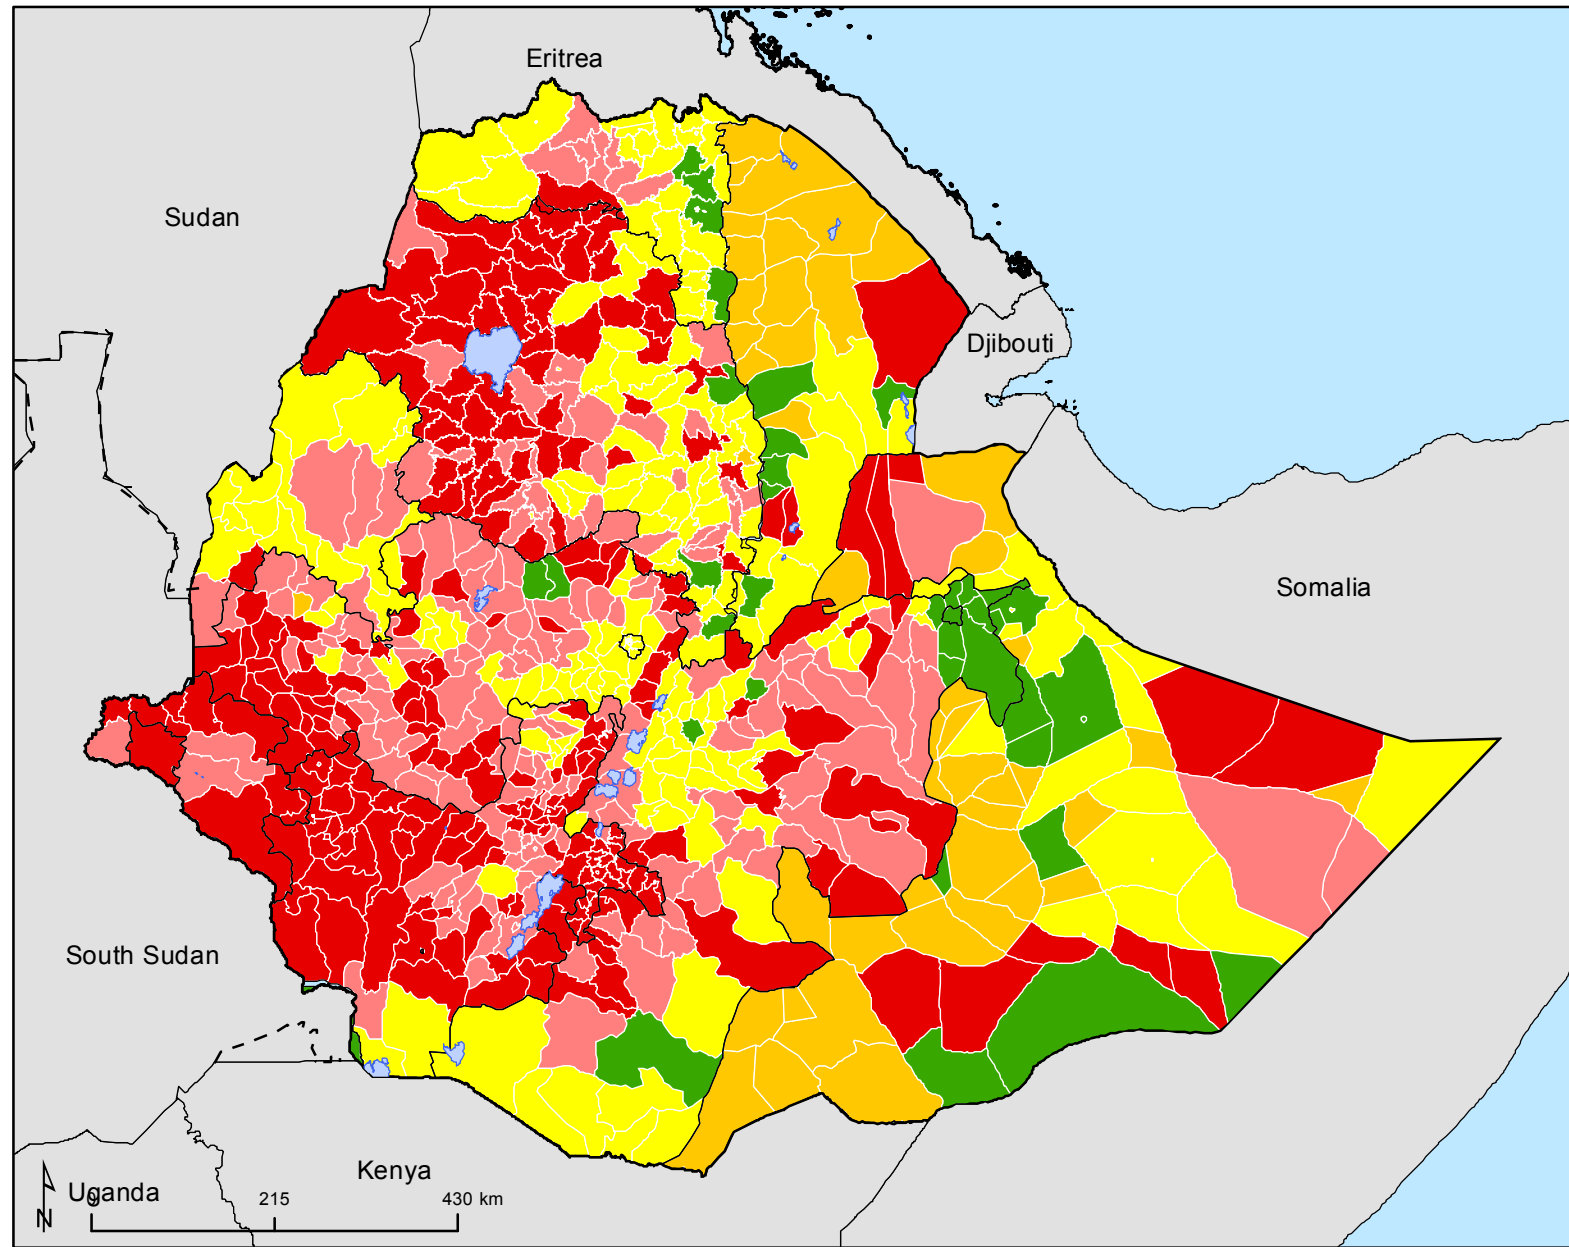 Eritrea
Sudan
Djibouti
Somalia
South Sudan
Kenya
Uganda
0 215 430 km
N